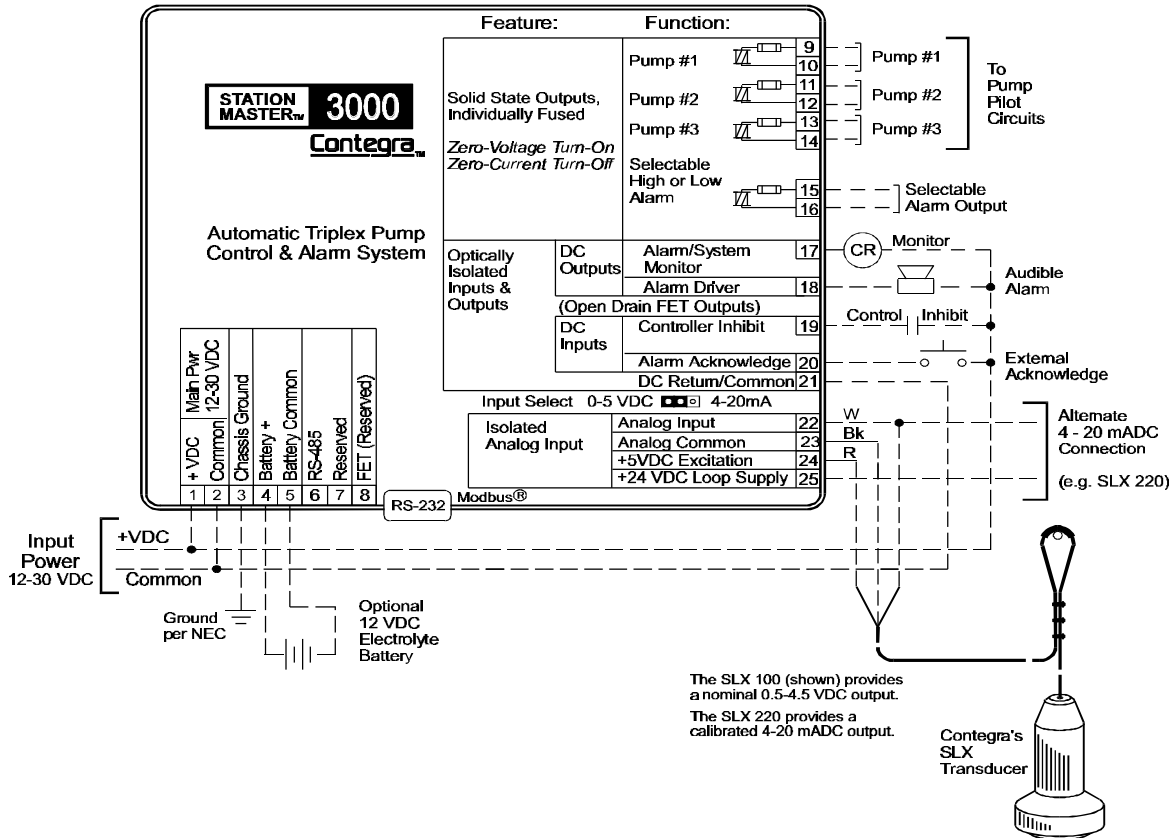 Feature: Function:
STATION
MASTER™ 3000
Contegra™
Automatic Triplex Pump
Control & Alarm System
Solid State Outputs,
Individually Fused
Zero-Voltage Turn-On
Zero-Current Turn-Off
Pump #1
Pump #2
Pump #3
Selectable
High or Low
Alarm
9
10
11
12
13
14
15
16
Pump #1
Pump #2
Pump #3
To
Pump
Pilot
Circuits
Selectable
Alarm Output
Optically
Isolated
Inputs &
Outputs
DC
Outputs
Alarm/System
Monitor
17
Alarm Driver 18
(Open Drain FET Outputs)
DC
Inputs
Controller Inhibit 19
Alarm Acknowledge 20
DC Return/Common 21
CR Monitor
Audible
Alarm
Control Inhibit
External
Acknowledge
Input Select 0-5 VDC 4-20mA
Isolated
Analog Input
Analog Input 22
Analog Common 23
+5VDC Excitation 24
+24 VDC Loop Supply 25
W
Bk
R
Alternate
4 - 20 mADC
Connection
(e.g. SLX 220)
Main Pwr
12-30 VDC
+ VDC
Common
Chassis Ground
Battery +
Battery Common
RS-485
Reserved
FET (Reserved)
1 2 3 4 5 6 7 8
RS-232
Modbus®
Input
Power
12-30 VDC
+VDC
Common
Ground
per NEC
Optional
12 VDC
Electrolyte
Battery
The SLX 100 (shown) provides
a nominal 0.5-4.5 VDC output.
The SLX 220 provides a
calibrated 4-20 mADC output.
Contegra's
SLX
Transducer